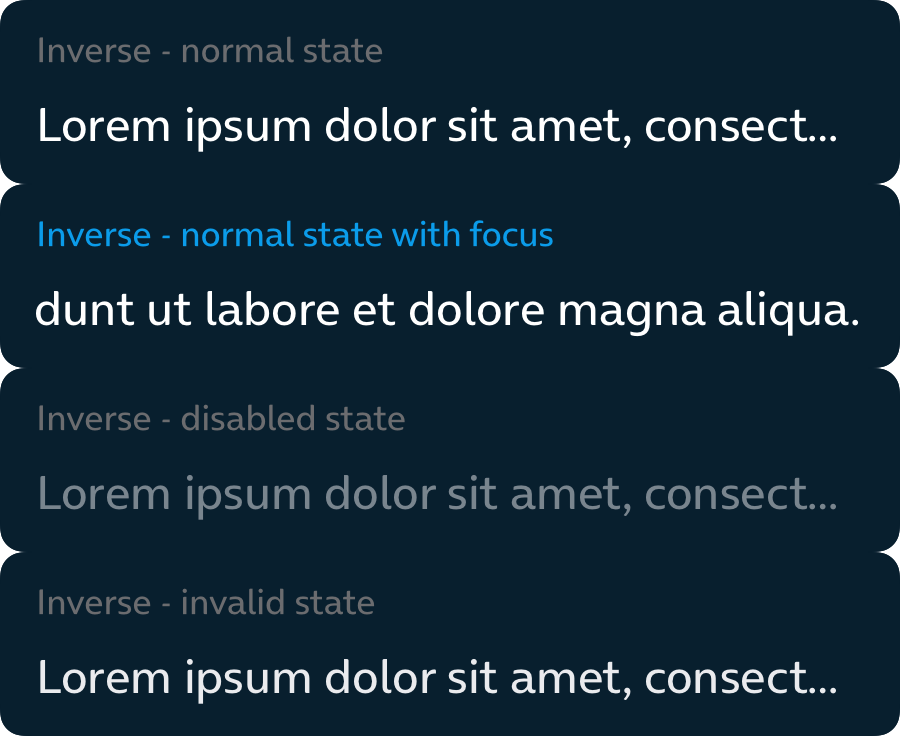 Inverse - normal state
Lorem ipsum dolor sit amet, consect...
Inverse - normal state with focus
dunt ut labore et dolore magna aliqua.
Inverse - disabled state
Lorem ipsum dolor sit amet, consect...
Inverse - invalid state
Lorem ipsum dolor sit amet, consect...